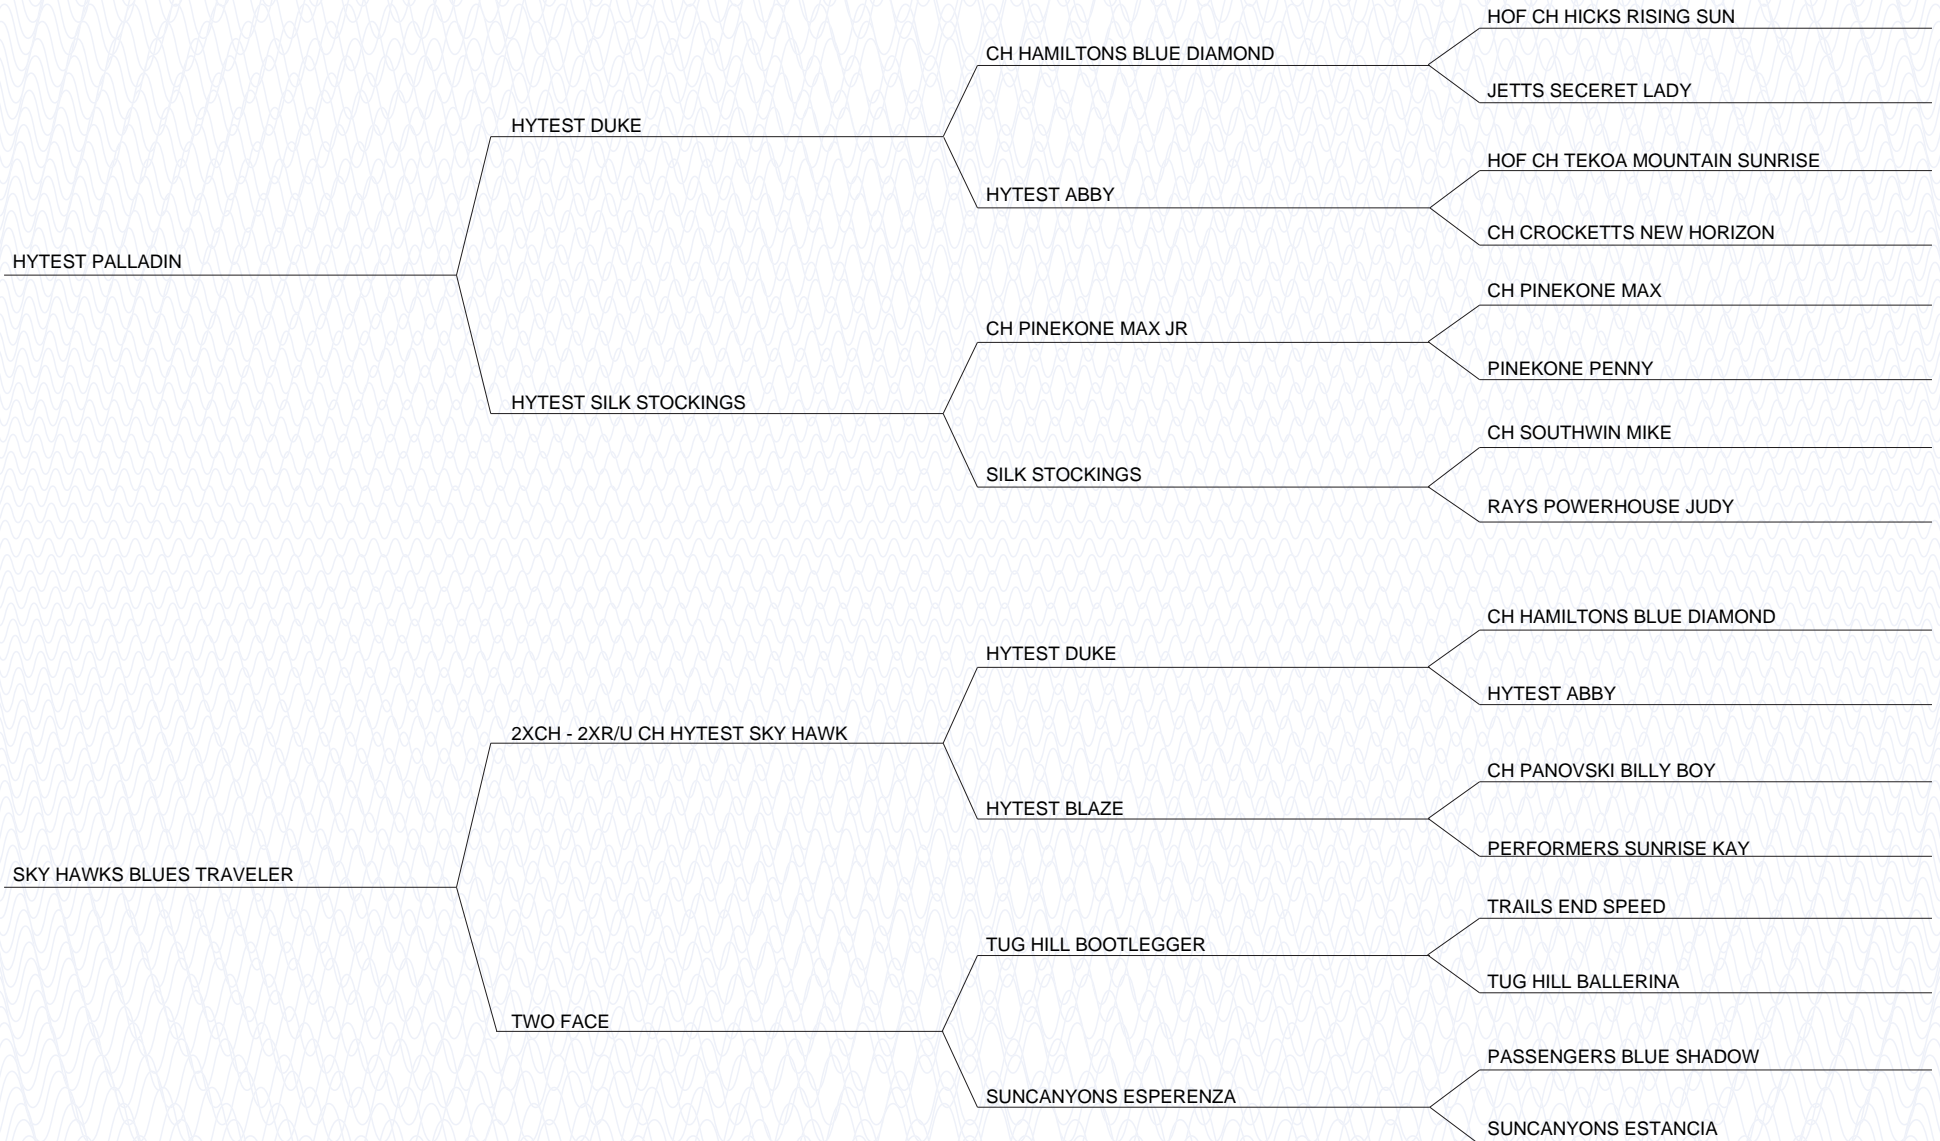 HYTEST PALLADIN
HYTEST DUKE
CH HAMILTONS BLUE DIAMOND
HOF CH HICKS RISING SUN
JETTS SECERET LADY
HYTEST ABBY
HOF CH TEKOA MOUNTAIN SUNRISE
CH CROCKETTS NEW HORIZON
HYTEST SILK STOCKINGS
CH PINEKONE MAX JR
CH PINEKONE MAX
PINEKONE PENNY
SILK STOCKINGS
CH SOUTHWIN MIKE
RAYS POWERHOUSE JUDY
SKY HAWKS BLUES TRAVELER
2XCH - 2XR/U CH HYTEST SKY HAWK
HYTEST DUKE
CH HAMILTONS BLUE DIAMOND
HYTEST ABBY
HYTEST BLAZE
CH PANOVSKI BILLY BOY
PERFORMERS SUNRISE KAY
TWO FACE
TUG HILL BOOTLEGGER
TRAILS END SPEED
TUG HILL BALLERINA
SUNCANYONS ESPERENZA
PASSENGERS BLUE SHADOW
SUNCANYONS ESTANCIA